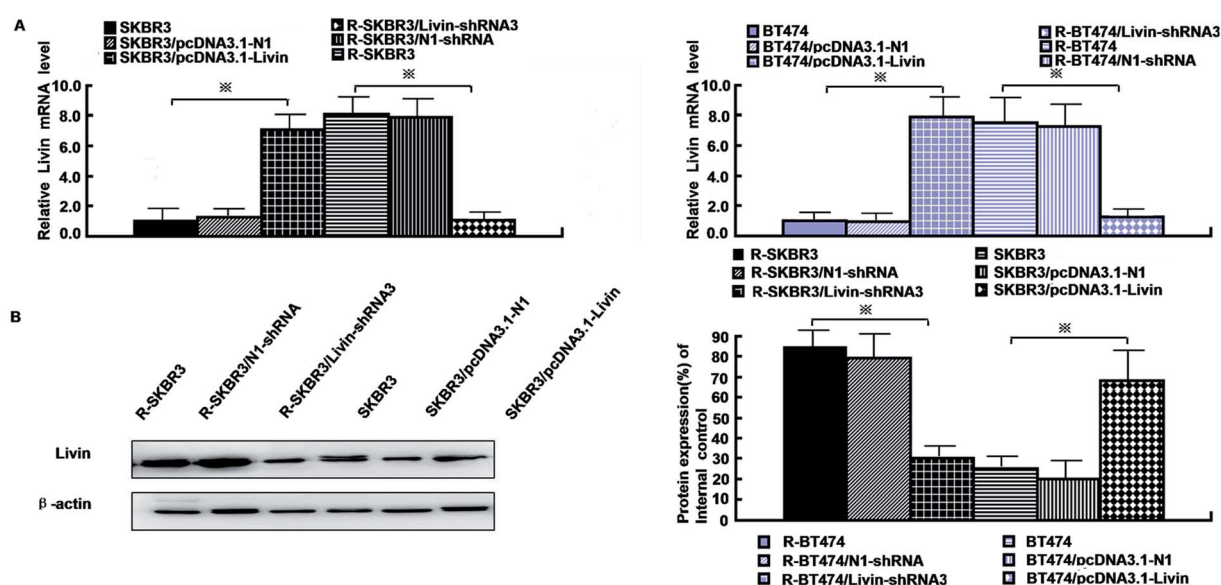 A
SKBR3
SKBR3/pcDNA3.1-N1
SKBR3/pcDNA3.1-Livin
R-SKBR3/Livin-shRNA3
R-SKBR3/N1-shRNA
R-SKBR3
※
※
Relative Livin mRNA level
10.0
8.0
6.0
4.0
2.0
0.0
BT474
BT474/pcDNA3.1-N1
BT474/pcDNA3.1-Livin
R-BT474/Livin-shRNA3
R-BT474
R-BT474/N1-shRNA
※
※
Relative Livin mRNA level
10.0
8.0
6.0
4.0
2.0
0.0
B
R-SKBR3
R-SKBR3/N1-shRNA
R-SKBR3/Livin-shRNA3
SKBR3
SKBR3/pcDNA3.1-N1
SKBR3/pcDNA3.1-Livin
Livin
β-actin
R-SKBR3
R-SKBR3/N1-shRNA
R-SKBR3/Livin-shRNA3
SKBR3
SKBR3/pcDNA3.1-N1
SKBR3/pcDNA3.1-Livin
※
※
Protein expression(%) of
Internal control
90
80
70
60
50
40
30
20
10
0
R-BT474
R-BT474/N1-shRNA
R-BT474/Livin-shRNA3
BT474
BT474/pcDNA3.1-N1
BT474/pcDNA3.1-Livin